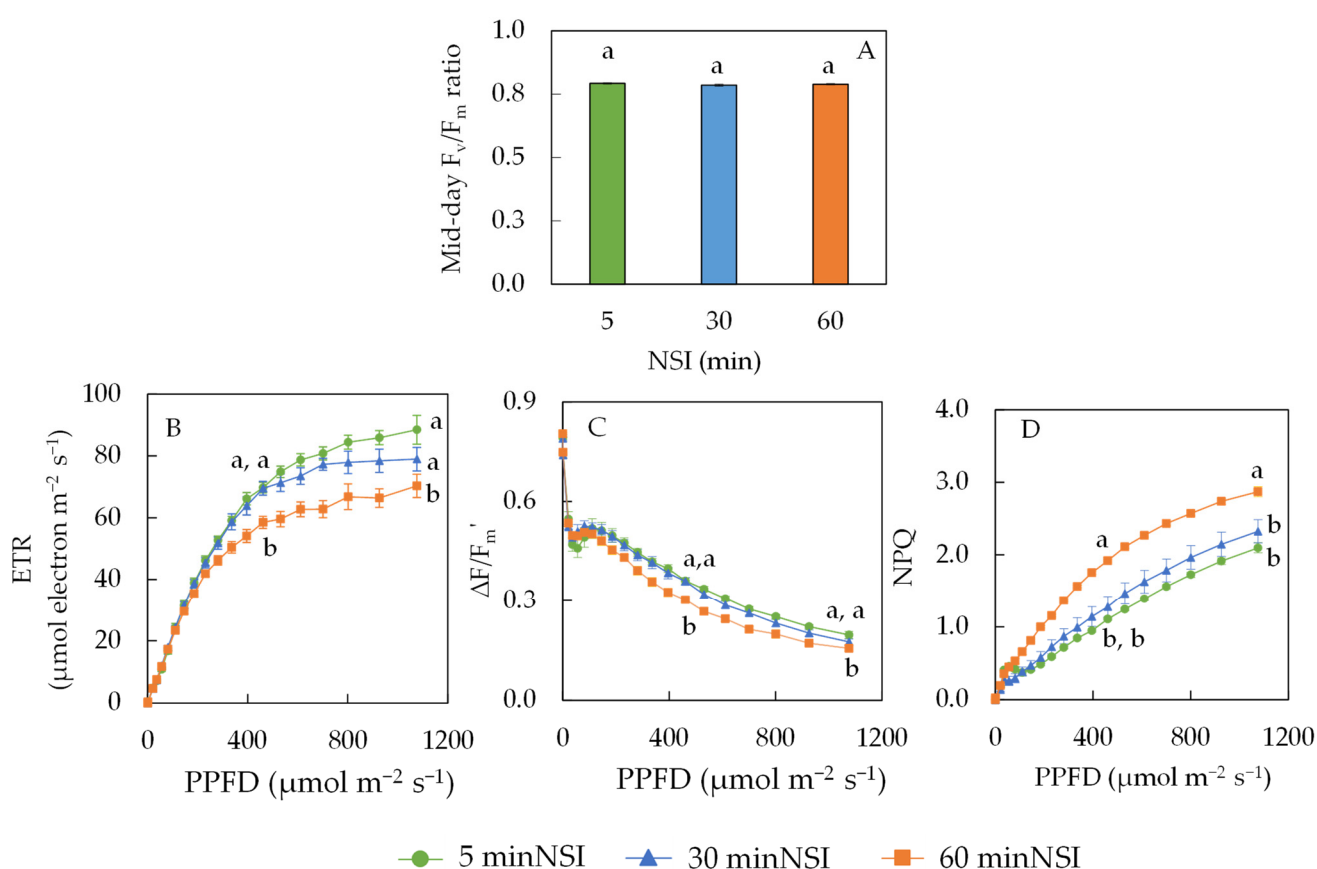 A
Mid-day Fᵥ/Fₘ ratio
1.0
0.8
0.5
0.3
0.0
a
a
a
5
30
60
NSI (min)
B
ETR
(μmol electron m⁻² s⁻¹)
100
80
60
40
20
0
a, a
b
a
a
b
0
400
800
1200
PPFD (μmol m⁻² s⁻¹)
C
ΔF/Fₘ'
0.9
0.6
0.3
0.0
a,a
b
a, a
b
0
400
800
1200
PPFD (μmol m⁻² s⁻¹)
D
NPQ
4.0
3.0
2.0
1.0
0.0
a
b, b
a
b
b
0
400
800
1200
PPFD (μmol m⁻² s⁻¹)
5 minNSI
30 minNSI
60 minNSI